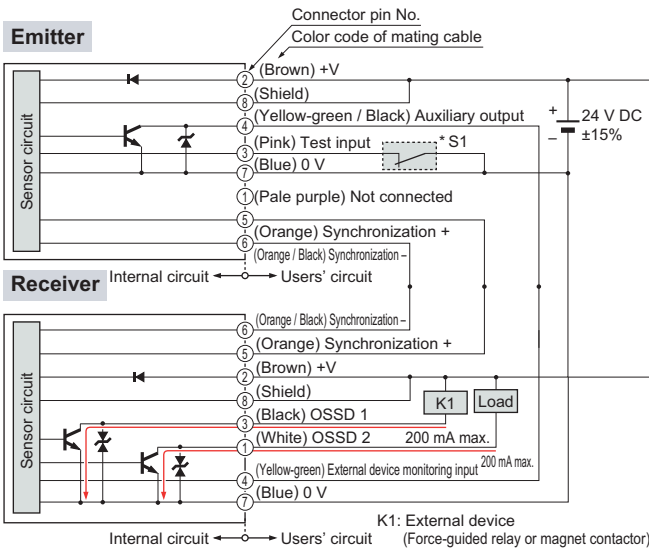 Connector pin No.
Emitter
Color code of mating cable
2 (Brown) +V
8 (Shield)
4 (Yellow-green / Black) Auxiliary output
+ 24 V DC
– ±15%
3 (Pink) Test input
* S1
7 (Blue) 0 V
Sensor circuit
1 (Pale purple) Not connected
5
(Orange) Synchronization +
6
(Orange / Black) Synchronization –
Internal circuit Users' circuit
Receiver
(Orange / Black) Synchronization –
6
5 (Orange) Synchronization +
2 (Brown) +V
8 (Shield)
K1 Load
3 (Black) OSSD 1
Sensor circuit
1 (White) OSSD 2 200 mA max.
4 (Yellow-green) External device monitoring input 200 mA max.
7 (Blue) 0 V
K1: External device
Internal circuit Users' circuit (Force-guided relay or magnet contactor)